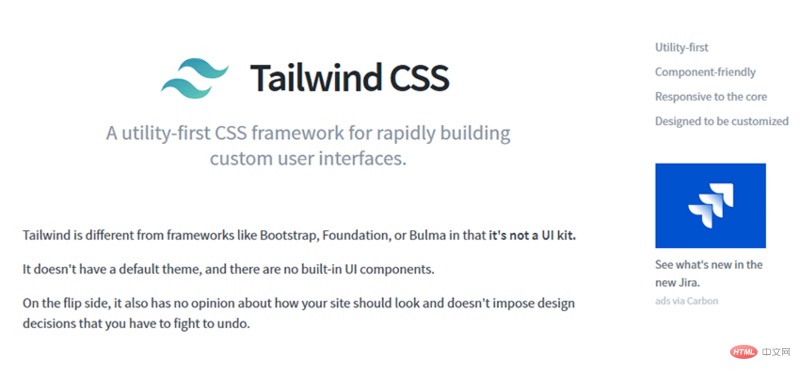 Tailwind CSS
A utility-first CSS framework for rapidly building
custom user interfaces.
Tailwind is different from frameworks like Bootstrap, Foundation, or Bulma in that it's not a UI kit.
It doesn't have a default theme, and there are no built-in UI components.
On the flip side, it also has no opinion about how your site should look and doesn't impose design
decisions that you have to fight to undo.
Utility-first
Component-friendly
Responsive to the core
Designed to be customized
See what's new in the
new Jira.
ads via Carbon
HTML 中文网